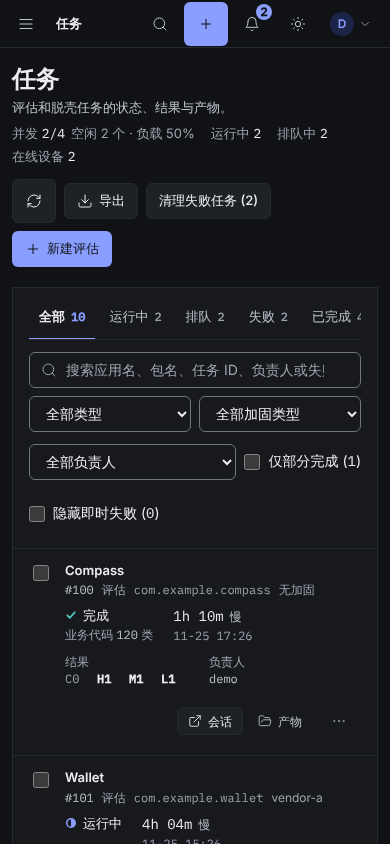 任务
2
D
任务
评估和脱壳任务的状态、结果与产物。
并发 2/4 空闲 2 个 · 负载 50% 运行中 2 排队中 2
在线设备 2
导出 清理失败任务 (2)
新建评估
全部 10 运行中 2 排队 2 失败 2 已完成
搜索应用名、包名、任务 ID、负责人或失
全部类型 全部加固类型
全部负责人 仅部分完成 (1)
隐藏即时失败 (0)
Compass
#100 评估 com.example.compass 无加固
完成 1h 10m 慢
业务代码 120 类 11-25 17:26
结果 负责人
C0 H1 M1 L1 demo
会话 产物 ···
Wallet
#101 评估 com.example.wallet vendor-a
运行中 4h 04m 慢
11-25 15:26